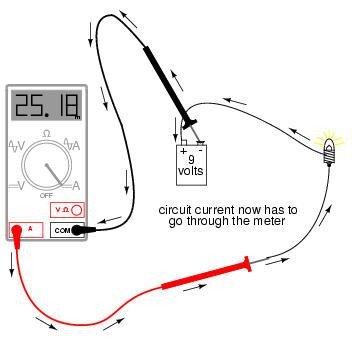 25.18
m
Ω
V
A
V
A
OFF
V Ω
A
COM
+ -
9
volts
circuit current now has to
go through the meter